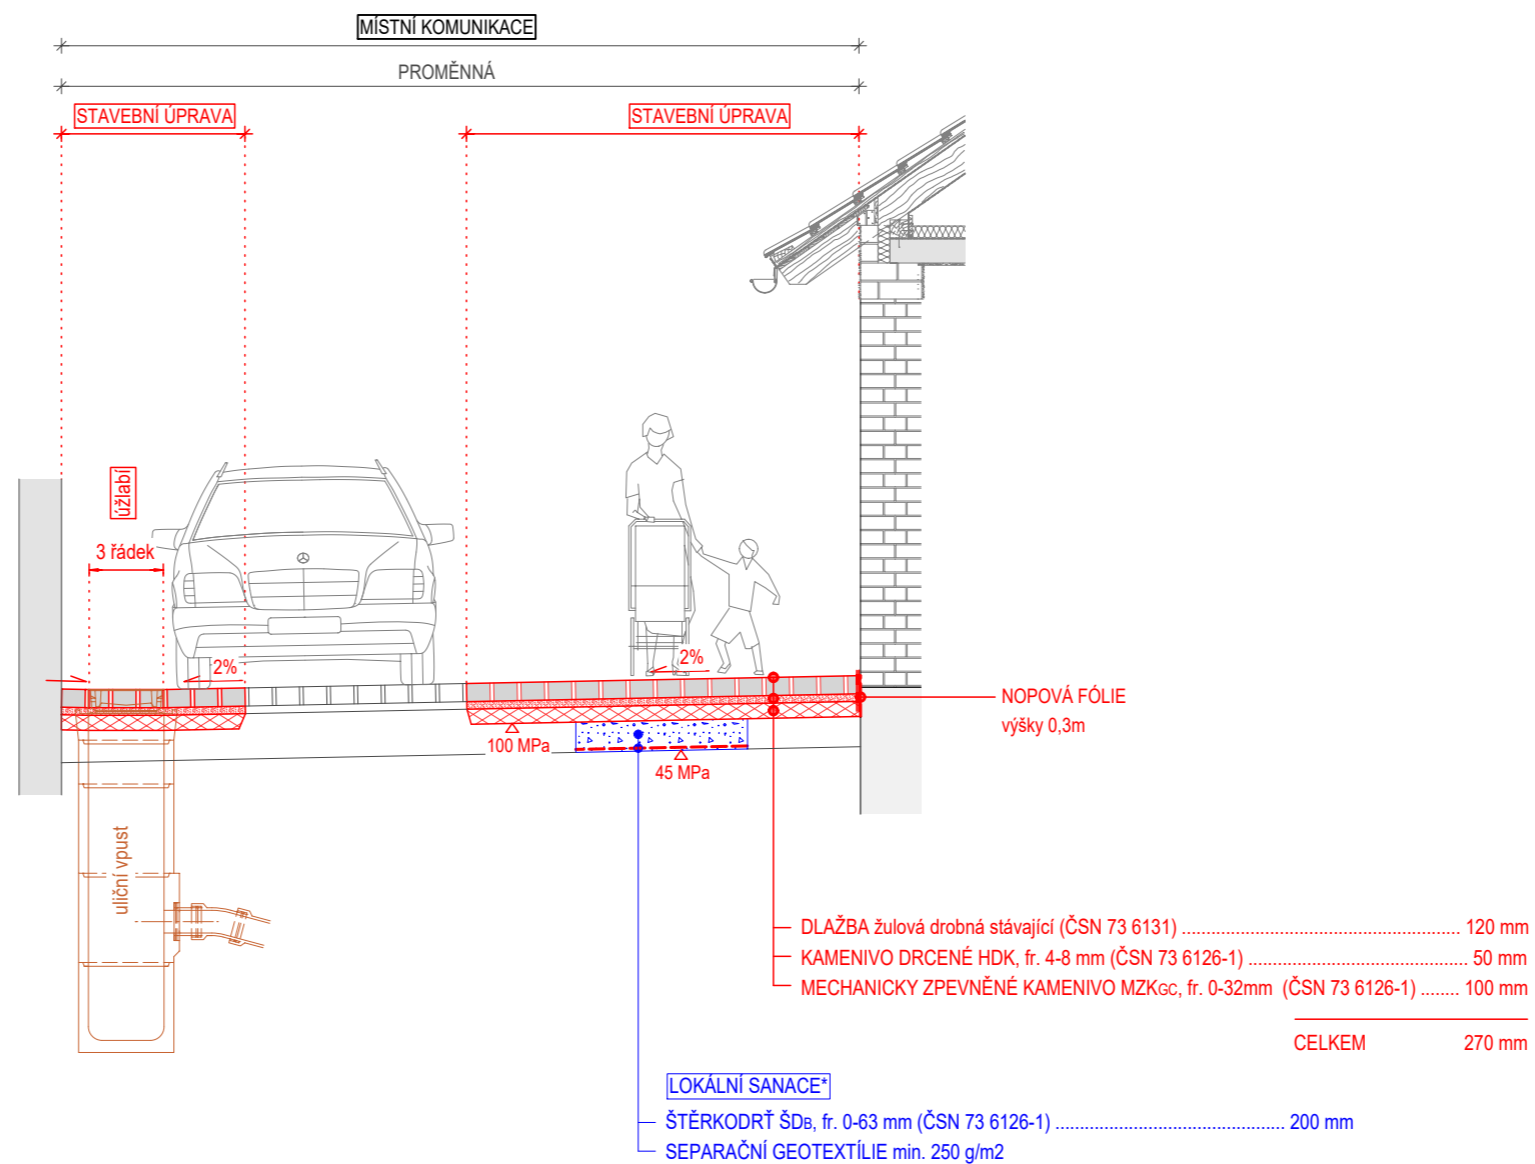 MÍSTNÍ KOMUNIKACE
PROMĚNNÁ
STAVEBNÍ ÚPRAVA
STAVEBNÍ ÚPRAVA
úžlabí
3 řádek
2%
2%
NOPOVÁ FÓLIE
výšky 0,3m
100 MPa
45 MPa
uliční vpust
DLAŽBA žulová drobná stávající (ČSN 73 6131) ........................................................ 120 mm
KAMENIVO DRCENÉ HDK, fr. 4-8 mm (ČSN 73 6126-1) ............................................ 50 mm
MECHANICKY ZPEVNĚNÉ KAMENIVO MZKGC, fr. 0-32mm (ČSN 73 6126-1) ........ 100 mm
CELKEM 270 mm
LOKÁLNÍ SANACE*
ŠTĚRKODRŤ ŠDB, fr. 0-63 mm (ČSN 73 6126-1) .............................................. 200 mm
SEPARAČNÍ GEOTEXTÍLIE min. 250 g/m2